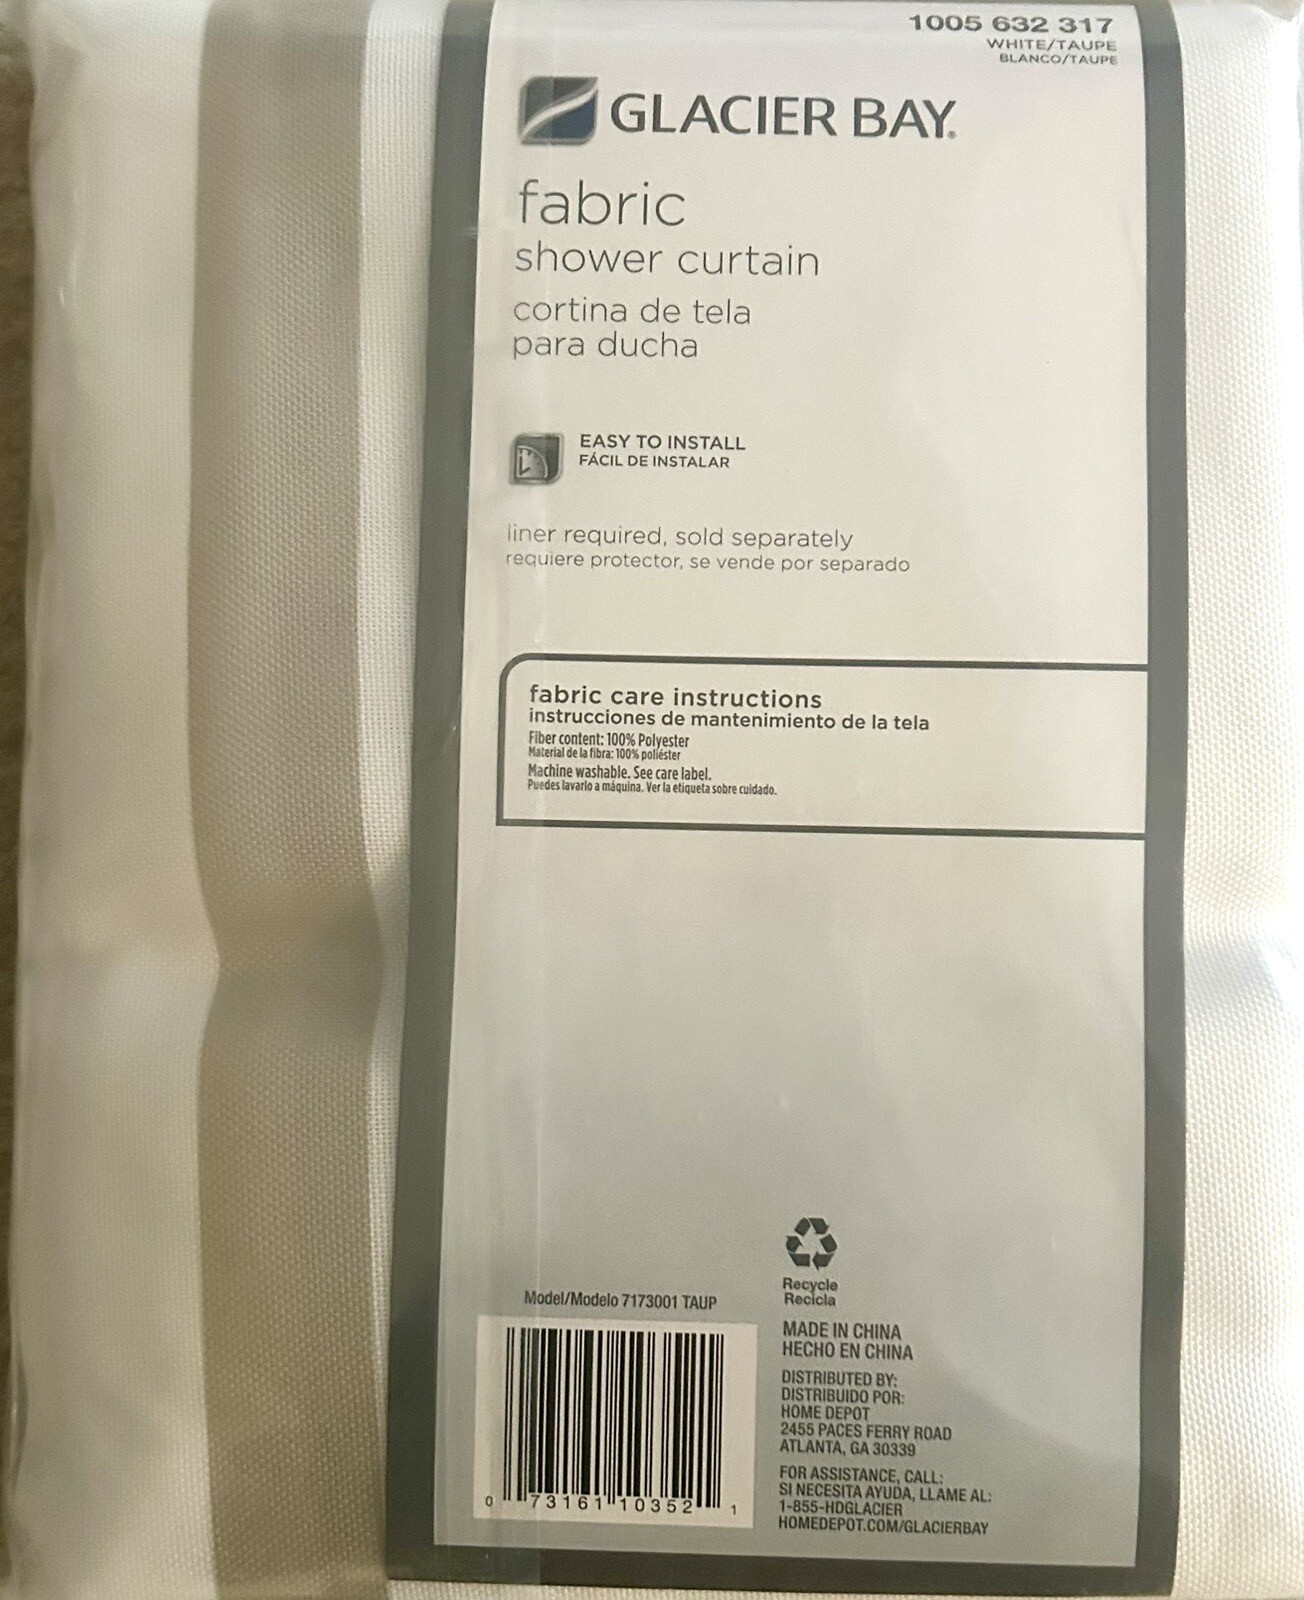 1005 632 317
WHITE/TAUPE
BLANCO/TAUPE
GLACIER BAY®
fabric
shower curtain
cortina de tela
para ducha
EASY TO INSTALL
FÁCIL DE INSTALAR
liner required, sold separately
requiere protector, se vende por separado
fabric care instructions
instrucciones de mantenimiento de la tela
Fiber content: 100% Polyester
Material de la fibra: 100% poliéster
Machine washable. See care label.
Puedes lavarlo a máquina. Ver la etiqueta sobre cuidado.
Recycle
Recicla
Model/Modelo 7173001 TAUP
0 73161 10352 1
MADE IN CHINA
HECHO EN CHINA
DISTRIBUTED BY:
DISTRIBUIDO POR:
HOME DEPOT
2455 PACES FERRY ROAD
ATLANTA, GA 30339
FOR ASSISTANCE, CALL:
SI NECESITA AYUDA, LLAME AL:
1-855-HDGLACIER
HOMEDEPOT.COM/GLACIERBAY